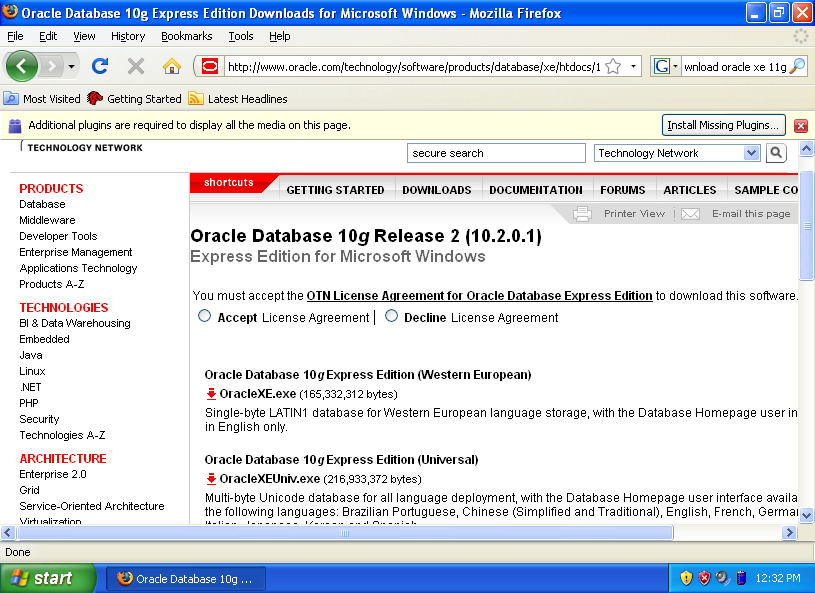 Oracle Database 10g Express Edition Downloads for Microsoft Windows - Mozilla Firefox
File Edit View History Bookmarks Tools Help
http://www.oracle.com/technology/software/products/database/xe/htdocs/1
G wnload oracle xe 11g
Most Visited Getting Started Latest Headlines
Additional plugins are required to display all the media on this page. Install Missing Plugins...
TECHNOLOGY NETWORK
secure search Technology Network
shortcuts GETTING STARTED DOWNLOADS DOCUMENTATION FORUMS ARTICLES SAMPLE CO
Printer View E-mail this page
PRODUCTS
Database
Middleware
Developer Tools
Enterprise Management
Applications Technology
Products A-Z
TECHNOLOGIES
BI & Data Warehousing
Embedded
Java
Linux
.NET
PHP
Security
Technologies A-Z
ARCHITECTURE
Enterprise 2.0
Grid
Service-Oriented Architecture
Virtualization
Oracle Database 10g Release 2 (10.2.0.1)
Express Edition for Microsoft Windows
You must accept the OTN License Agreement for Oracle Database Express Edition to download this software.
Accept License Agreement | Decline License Agreement
Oracle Database 10g Express Edition (Western European)
OracleXE.exe (165,332,312 bytes)
Single-byte LATIN1 database for Western European language storage, with the Database Homepage user in
in English only.
Oracle Database 10g Express Edition (Universal)
OracleXEUniv.exe (216,933,372 bytes)
Multi-byte Unicode database for all language deployment, with the Database Homepage user interface availa
the following languages: Brazilian Portuguese, Chinese (Simplified and Traditional), English, French, German
Italian, Japanese, Korean and Spanish
Done
start Oracle Database 10g ... 12:32 PM